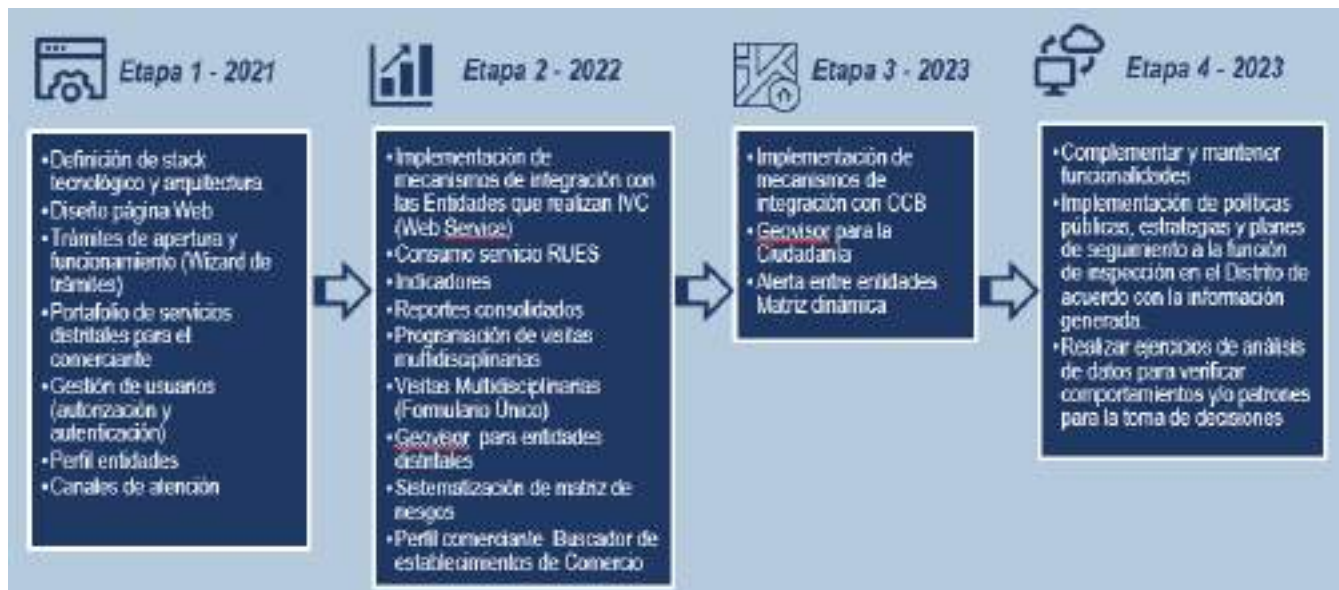 Etapa 1 - 2021
•Definición de stack
tecnológico y arquitectura
•Diseño página Web
•Trámites de apertura y
funcionamiento (Wizard de
trámites)
•Portafolio de servicios
distritales para el
comerciante
•Gestión de usuarios
(autorización y
autenticación)
•Perfil entidades
•Canales de atención
Etapa 2 - 2022
•Implementación de
mecanismos de integración con
las Entidades que realizan IVC
(Web Service)
•Consumo servicio RUES
•Indicadores
•Reportes consolidados
•Programación de visitas
multidisciplinarias
•Visitas Multidisciplinarias
(Formulario Único)
•Geovisor para entidades
distritales
•Sistematización de matriz de
riesgos
•Perfil comerciante Buscador de
establecimientos de Comercio
Etapa 3 - 2023
•Implementación de
mecanismos de
integración con CCB
•Geovisor para la
Ciudadanía
•Alerta entre entidades
Matriz dinámica
Etapa 4 - 2023
•Complementar y mantener
funcionalidades
•Implementación de políticas
públicas, estrategias y planes
de seguimiento a la función
de inspección en el Distrito de
acuerdo con la información
generada.
•Realizar ejercicios de análisis
de datos para verificar
comportamientos y/o patrones
para la toma de decisiones